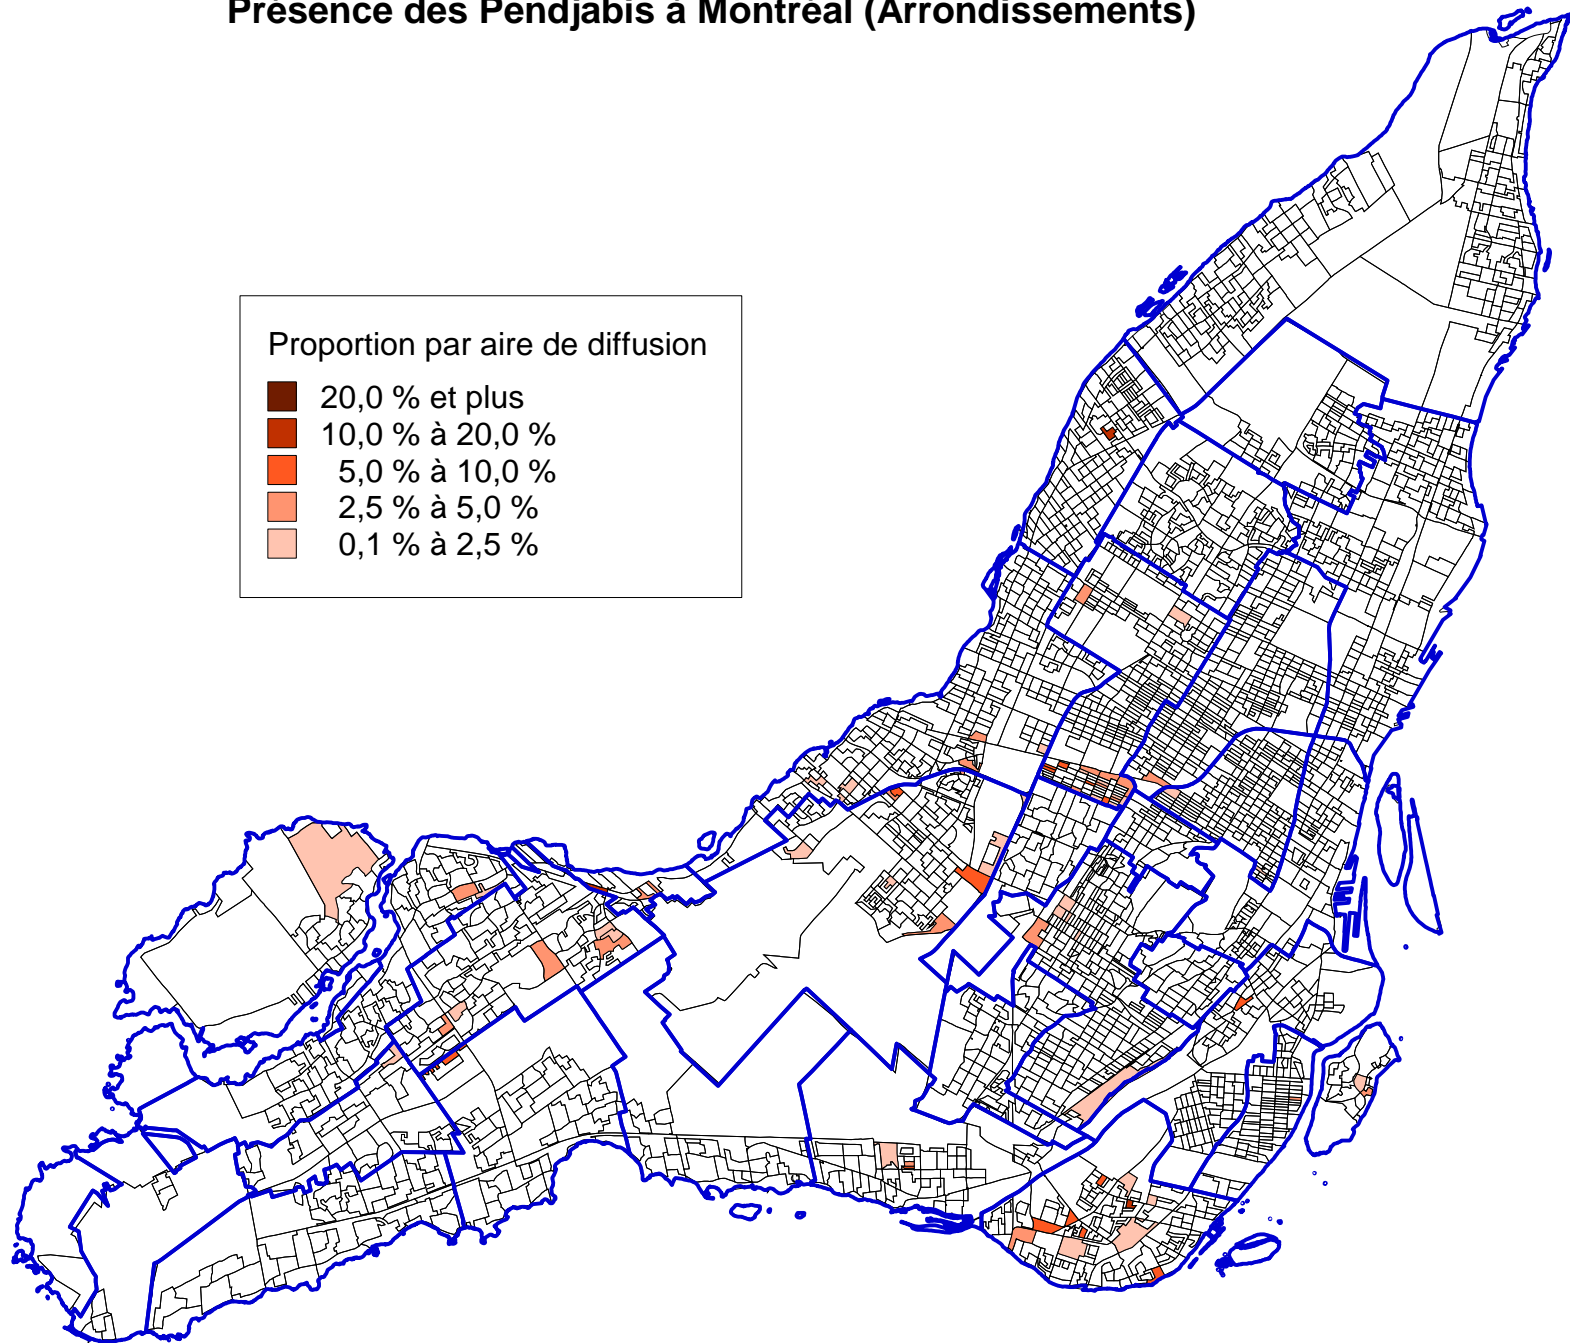 Présence des Pendjabis à Montréal (Arrondissements)
Proportion par aire de diffusion
20,0 % et plus
10,0 % à 20,0 %
5,0 % à 10,0 %
2,5 % à 5,0 %
0,1 % à 2,5 %